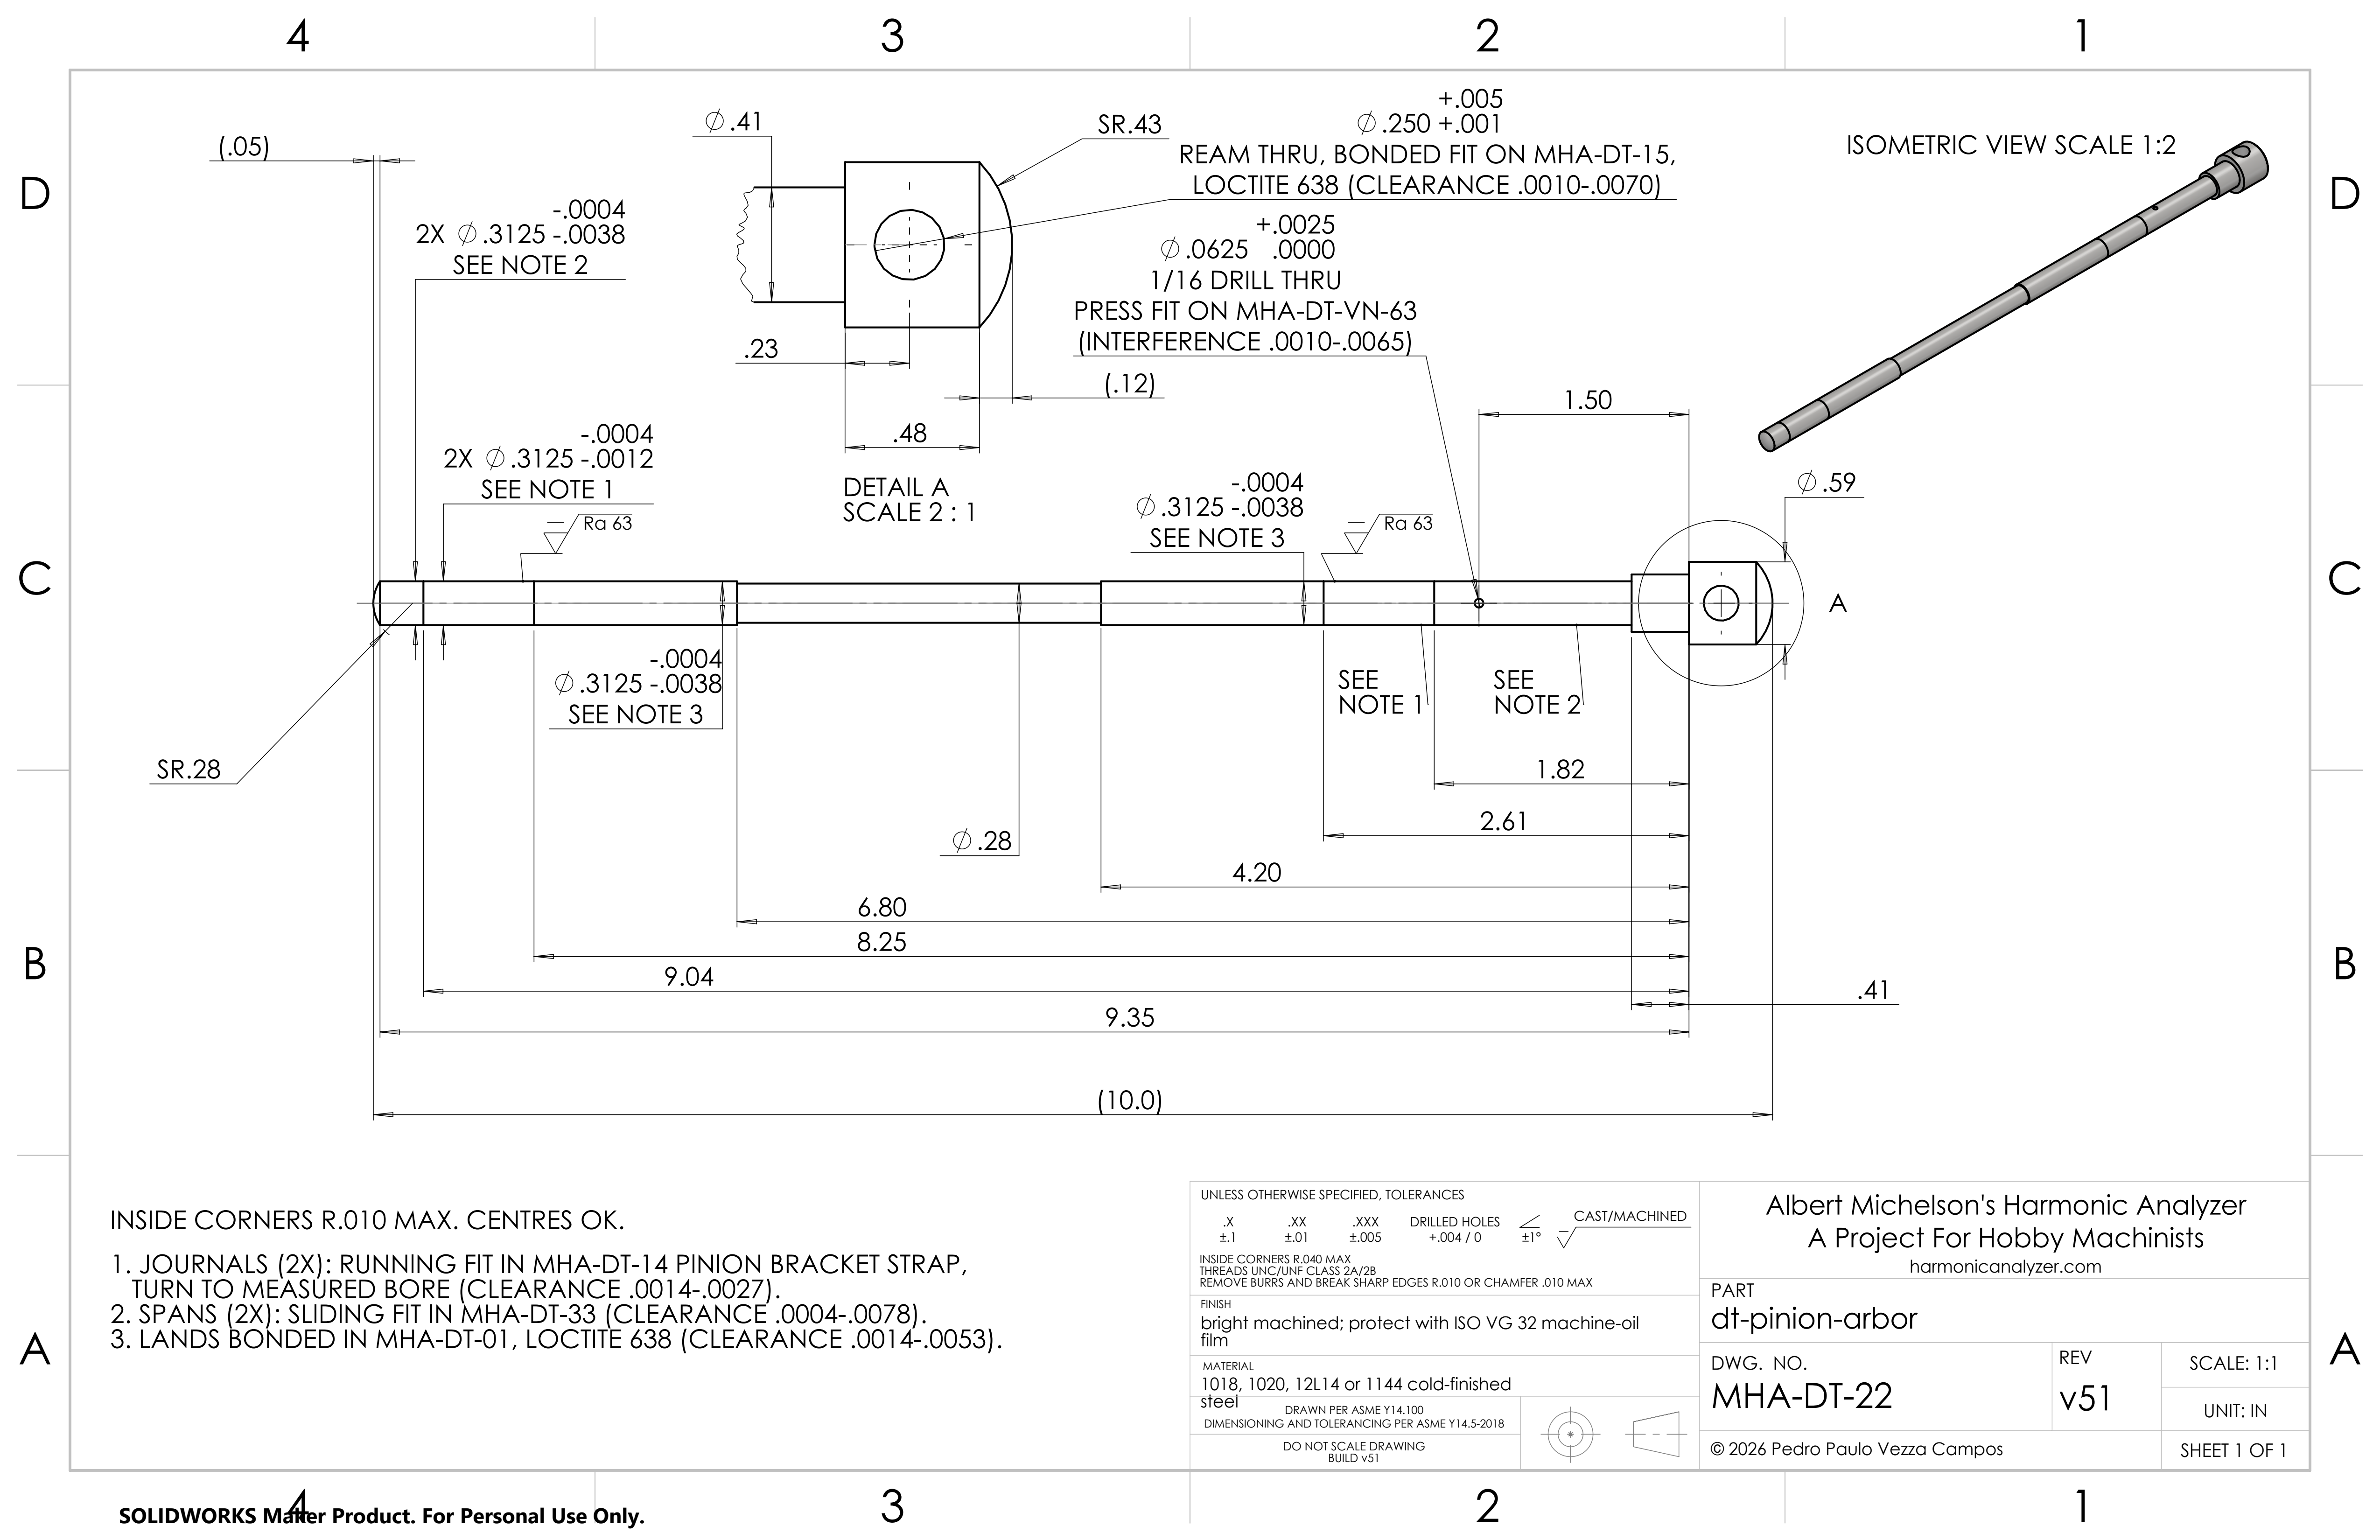 4 3 2 1
D D
C C
B B
A A
(.05)
-.0004
2X ∅.3125 -.0038
SEE NOTE 2
∅.41
SR.43
+.005
∅.250 +.001
REAM THRU, BONDED FIT ON MHA-DT-15,
LOCTITE 638 (CLEARANCE .0010-.0070)
+.0025
∅.0625 .0000
1/16 DRILL THRU
PRESS FIT ON MHA-DT-VN-63
(INTERFERENCE .0010-.0065)
ISOMETRIC VIEW SCALE 1:2
.23
(.12)
.48
DETAIL A
SCALE 2 : 1
1.50
-.0004
2X ∅.3125 -.0012
SEE NOTE 1
Ra 63
-.0004
∅.3125 -.0038
SEE NOTE 3
Ra 63
∅.59
A
-.0004
∅.3125 -.0038
SEE NOTE 3
SEE
NOTE 1
SEE
NOTE 2
SR.28
∅.28
1.82
2.61
4.20
6.80
8.25
9.04
.41
9.35
(10.0)
INSIDE CORNERS R.010 MAX. CENTRES OK.
1. JOURNALS (2X): RUNNING FIT IN MHA-DT-14 PINION BRACKET STRAP,
TURN TO MEASURED BORE (CLEARANCE .0014-.0027).
2. SPANS (2X): SLIDING FIT IN MHA-DT-33 (CLEARANCE .0004-.0078).
3. LANDS BONDED IN MHA-DT-01, LOCTITE 638 (CLEARANCE .0014-.0053).
UNLESS OTHERWISE SPECIFIED, TOLERANCES
.X .XX .XXX DRILLED HOLES CAST/MACHINED
±.1 ±.01 ±.005 +.004 / 0 ±1°
INSIDE CORNERS R.040 MAX
THREADS UNC/UNF CLASS 2A/2B
REMOVE BURRS AND BREAK SHARP EDGES R.010 OR CHAMFER .010 MAX
FINISH
bright machined; protect with ISO VG 32 machine-oil
film
MATERIAL
1018, 1020, 12L14 or 1144 cold-finished
steel
DRAWN PER ASME Y14.100
DIMENSIONING AND TOLERANCING PER ASME Y14.5-2018
DO NOT SCALE DRAWING
BUILD v51
Albert Michelson's Harmonic Analyzer
A Project For Hobby Machinists
harmonicanalyzer.com
PART
dt-pinion-arbor
DWG. NO.
MHA-DT-22
REV
v51
SCALE: 1:1
UNIT: IN
© 2026 Pedro Paulo Vezza Campos
SHEET 1 OF 1
4 3 2 1
SOLIDWORKS Maker Product. For Personal Use Only.